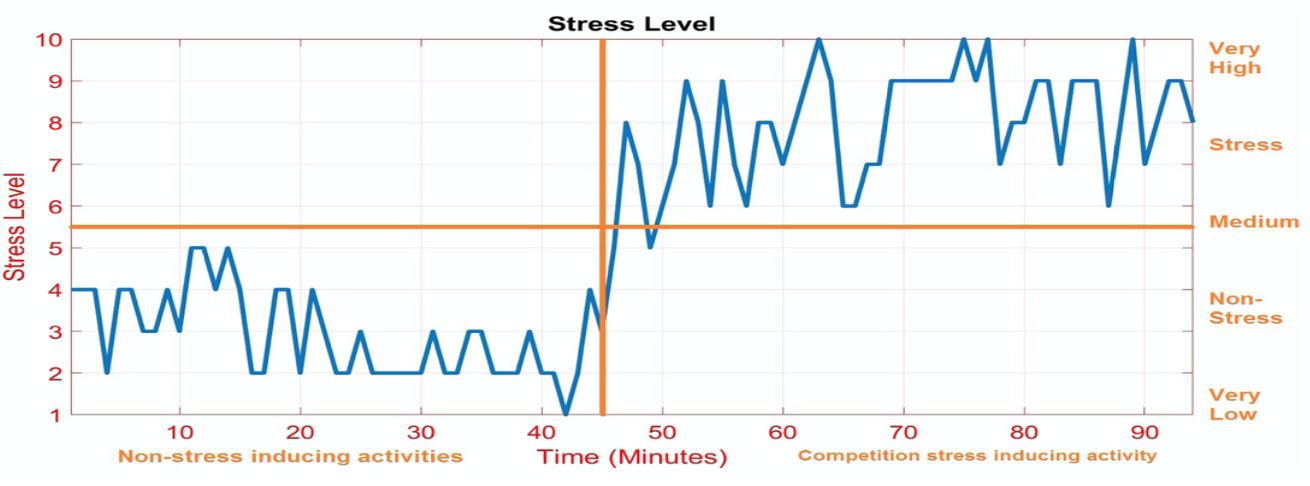 Stress Level
10
9
8
7
6
5
4
3
2
1
Stress Level
Very
High
Stress
Medium
Non-
Stress
Very
Low
10 20 30 40 50 60 70 80 90
Non-stress inducing activities Time (Minutes) Competition stress inducing activity